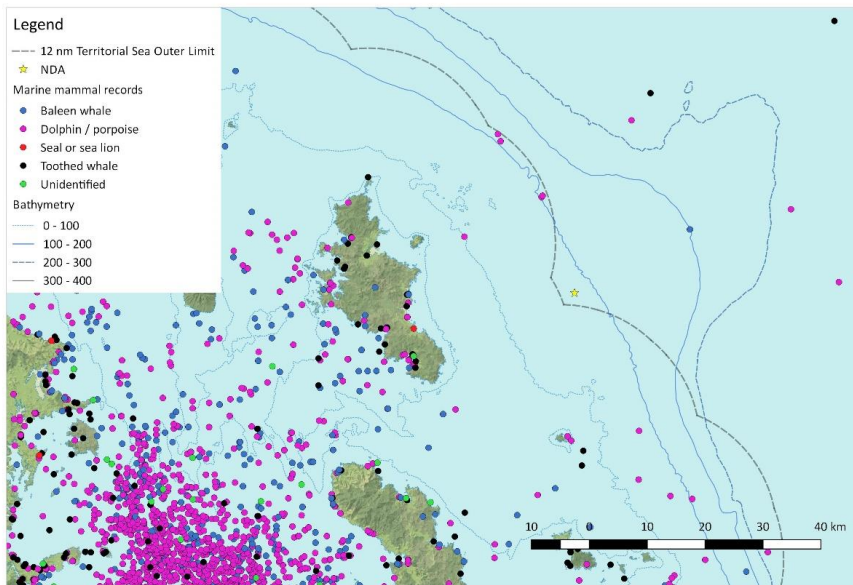 Legend
12 nm Territorial Sea Outer Limit
NDA
Marine mammal records
Baleen whale
Dolphin / porpoise
Seal or sea lion
Toothed whale
Unidentified
Bathymetry
0 - 100
100 - 200
200 - 300
300 - 400
10 0 10 20 30 40 km